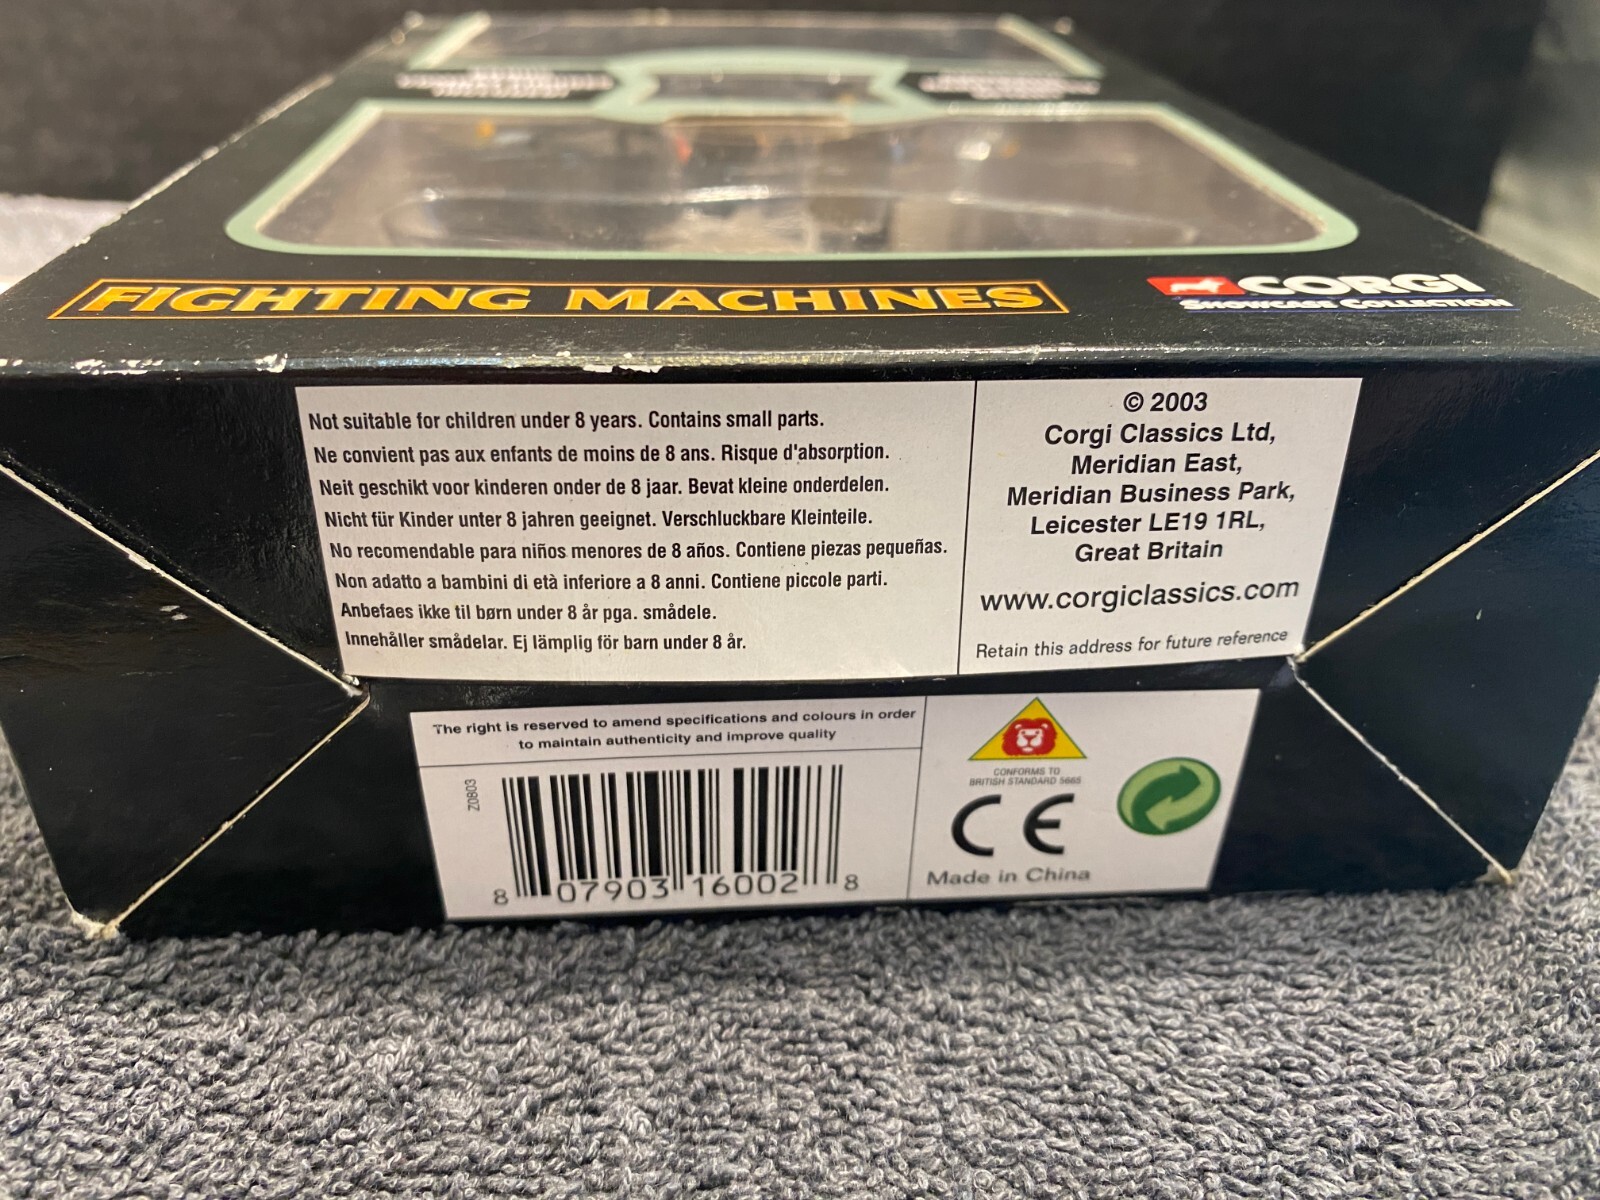 FIGHTING MACHINES
CORGI
SHOWCASE COLLECTION
Not suitable for children under 8 years. Contains small parts.
Ne convient pas aux enfants de moins de 8 ans. Risque d'absorption.
Neit geschikt voor kinderen onder de 8 jaar. Bevat kleine onderdelen.
Nicht für Kinder unter 8 jahren geeignet. Verschluckbare Kleinteile.
No recomendable para niños menores de 8 años. Contiene piezas pequeñas.
Non adatto a bambini di età inferiore a 8 anni. Contiene piccole parti.
Anbefaes ikke til børn under 8 år pga. smådele.
Innehåller smådelar. Ej lämplig för barn under 8 år.
© 2003
Corgi Classics Ltd,
Meridian East,
Meridian Business Park,
Leicester LE19 1RL,
Great Britain
www.corgiclassics.com
Retain this address for future reference
The right is reserved to amend specifications and colours in order
to maintain authenticity and improve quality
Z0803
8 07903 16002 8
CONFORMS TO
BRITISH STANDARD 5665
CE
Made in China